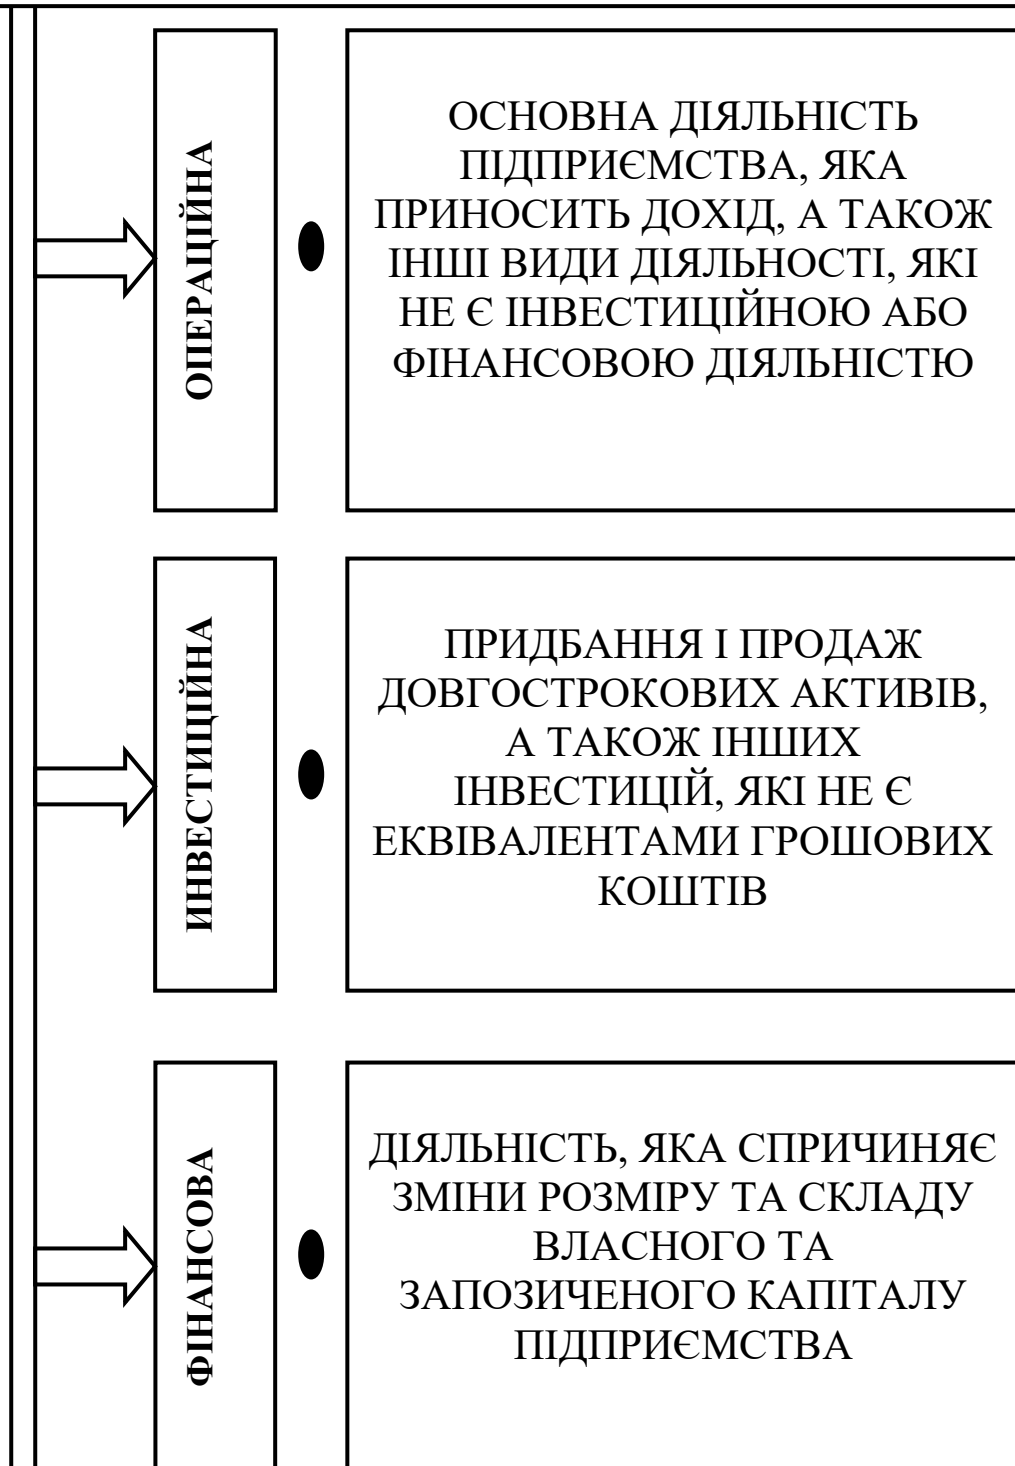 ОПЕРАЦІЙНА
ОСНОВНА ДІЯЛЬНІСТЬ
ПІДПРИЄМСТВА, ЯКА
ПРИНОСИТЬ ДОХІД, А ТАКОЖ
ІНШІ ВИДИ ДІЯЛЬНОСТІ, ЯКІ
НЕ Є ІНВЕСТИЦІЙНОЮ АБО
ФІНАНСОВОЮ ДІЯЛЬНІСТЮ
ИНВЕСТИЦІЙНА
ПРИДБАННЯ І ПРОДАЖ
ДОВГОСТРОКОВИХ АКТИВІВ,
А ТАКОЖ ІНШИХ
ІНВЕСТИЦІЙ, ЯКІ НЕ Є
ЕКВІВАЛЕНТАМИ ГРОШОВИХ
КОШТІВ
ФІНАНСОВА
ДІЯЛЬНІСТЬ, ЯКА СПРИЧИНЯЄ
ЗМІНИ РОЗМІРУ ТА СКЛАДУ
ВЛАСНОГО ТА
ЗАПОЗИЧЕНОГО КАПІТАЛУ
ПІДПРИЄМСТВА